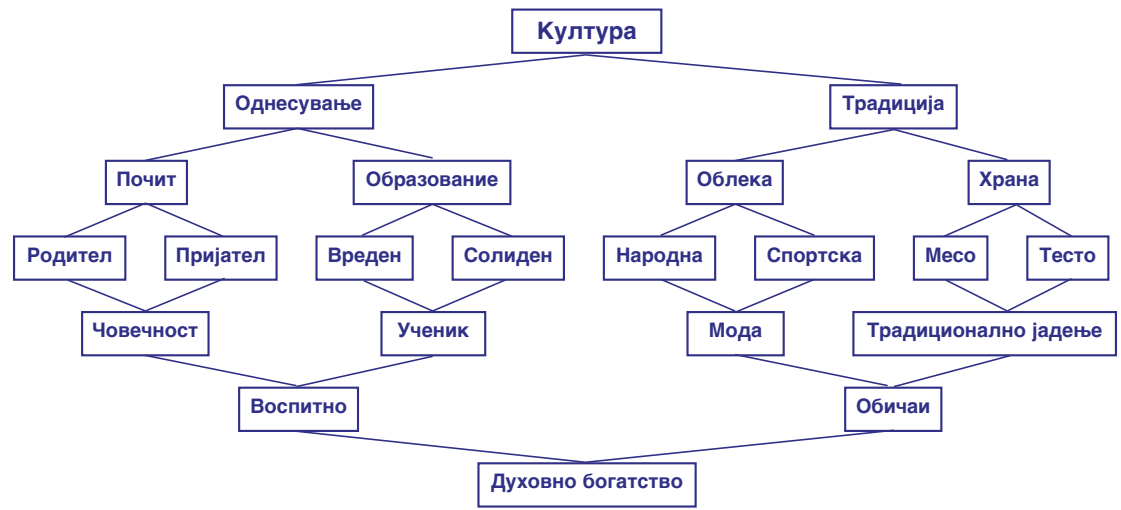 Култура
Однесување
Традиција
Почит
Образование
Облека
Храна
Родител
Пријател
Вреден
Солиден
Народна
Спортска
Месо
Тесто
Човечност
Ученик
Мода
Традиционално јадење
Воспитно
Обичаи
Духовно богатство